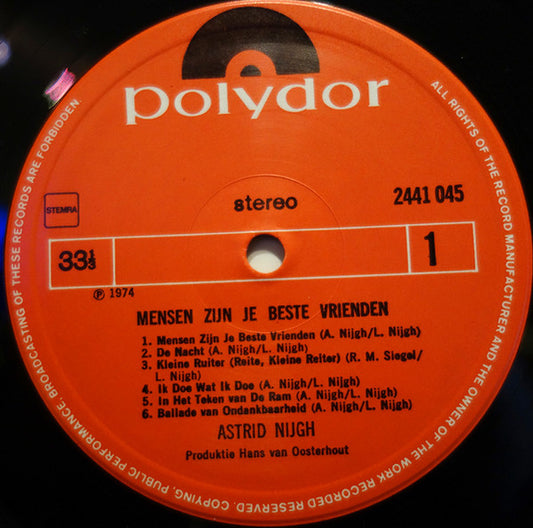 polydor
stereo
2441 045
STEMRA
33⅓
1
℗ 1974
MENSEN ZIJN JE BESTE VRIENDEN
1. Mensen Zijn Je Beste Vrienden (A. Nijgh/L. Nijgh)
2. De Nacht (A. Nijgh/L. Nijgh)
3. Kleine Ruiter (Reite, Kleine Reiter) (R. M. Siegel/
L. Nijgh)
4. Ik Doe Wat Ik Doe (A. Nijgh/L. Nijgh)
5. In Het Teken van De Ram (A. Nijgh/L. Nijgh)
6. Ballade van Ondankbaarheid (A. Nijgh/L. Nijgh)
ASTRID NIJGH
Produktie Hans van Oosterhout
ALL RIGHTS OF THE RECORD MANUFACTURER AND OF THE OWNER OF THE WORK RECORDED RESERVED. COPYING, PUBLIC PERFORMANCE, BROADCASTING OF THESE RECORDS ARE FORBIDDEN.